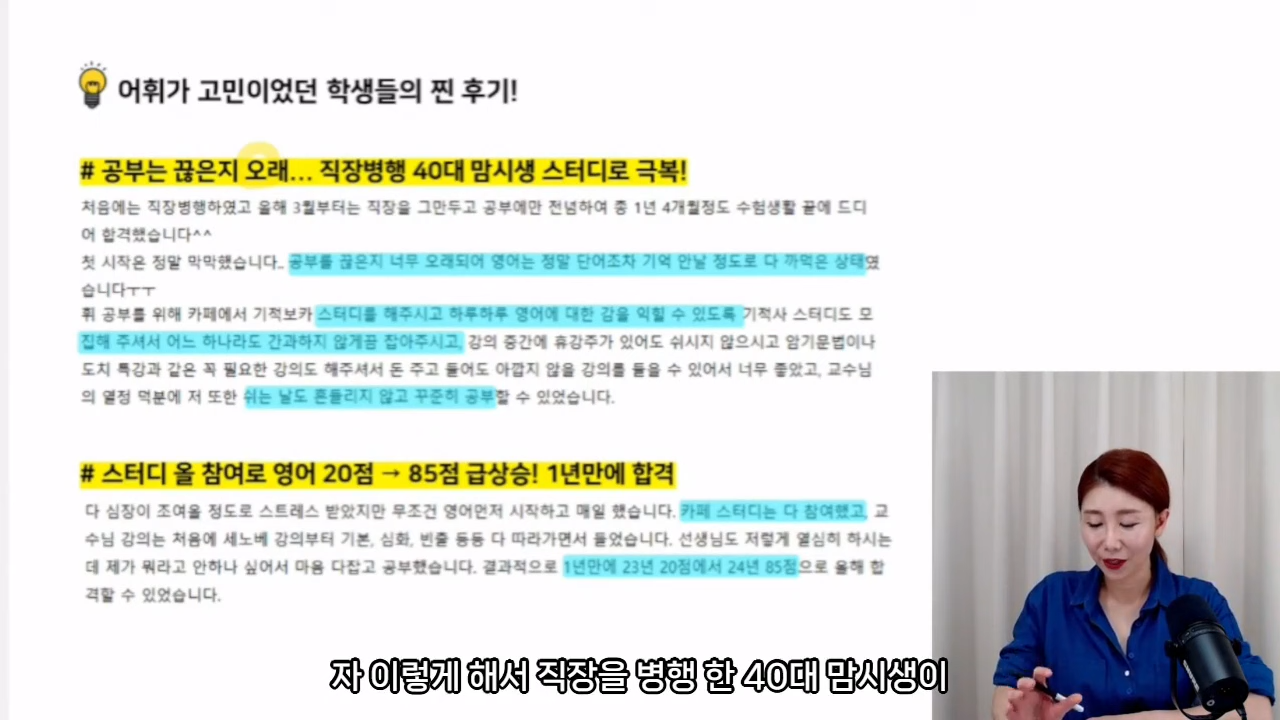 어휘가 고민이었던 학생들의 찐 후기!
# 공부는 끊은지 오래... 직장병행 40대 맘시생 스터디로 극복!
처음에는 직장병행하였고 올해 3월부터는 직장을 그만두고 공부에만 전념하여 총 1년 4개월정도 수험생활 끝에 드디
어 합격했습니다^^
첫 시작은 정말 막막했습니다.. 공부를 끊은지 너무 오래되어 영어는 정말 단어조차 기억 안날 정도로 다 까먹은 상태였
습니다ㅜㅜ
휘 공부를 위해 카페에서 기적보카 스터디를 해주시고 하루하루 영어에 대한 감을 익힐 수 있도록 기적사 스터디도 모
집해 주셔서 어느 하나라도 간과하지 않게끔 잡아주시고, 강의 중간에 휴강주가 있어도 쉬시지 않으시고 암기문법이나
도치 특강과 같은 꼭 필요한 강의도 해주셔서 돈 주고 들어도 아깝지 않을 강의를 들을 수 있어서 너무 좋았고, 교수님
의 열정 덕분에 저 또한 쉬는 날도 흔들리지 않고 꾸준히 공부할 수 있었습니다.
# 스터디 올 참여로 영어 20점 → 85점 급상승! 1년만에 합격
다 심장이 조여올 정도로 스트레스 받았지만 무조건 영어먼저 시작하고 매일 했습니다. 카페 스터디는 다 참여했고, 교
수님 강의는 처음에 세노베 강의부터 기본, 심화, 빈출 등등 다 따라가면서 들었습니다. 선생님도 저렇게 열심히 하시는
데 제가 뭐라고 안하나 싶어서 마음 다잡고 공부했습니다. 결과적으로 1년만에 23년 20점에서 24년 85점으로 올해 합
격할 수 있었습니다.
자 이렇게 해서 직장을 병행 한 40대 맘시생이